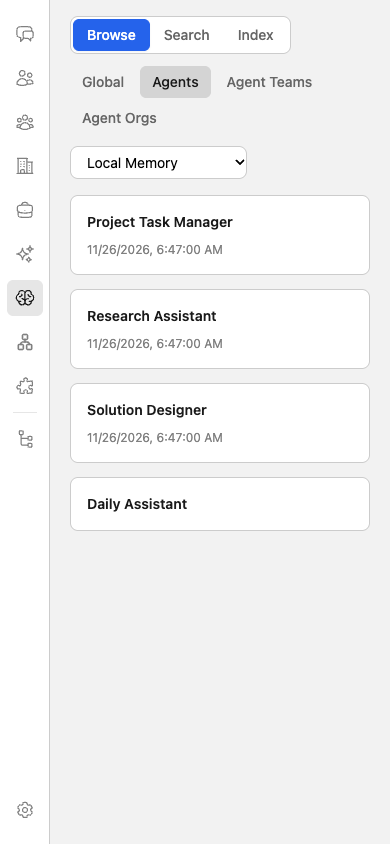 Browse Search Index
Global Agents Agent Teams
Agent Orgs
Local Memory
Project Task Manager
11/26/2026, 6:47:00 AM
Research Assistant
11/26/2026, 6:47:00 AM
Solution Designer
11/26/2026, 6:47:00 AM
Daily Assistant